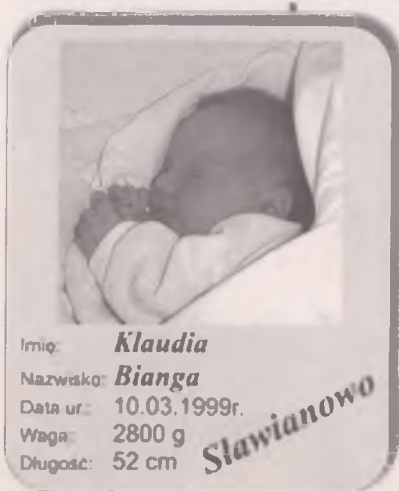 Imię: Klaudia
Nazwisko: Bianga
Data ur.: 10.03.1999r.
Waga: 2800 g
Długość: 52 cm
Sławianowo